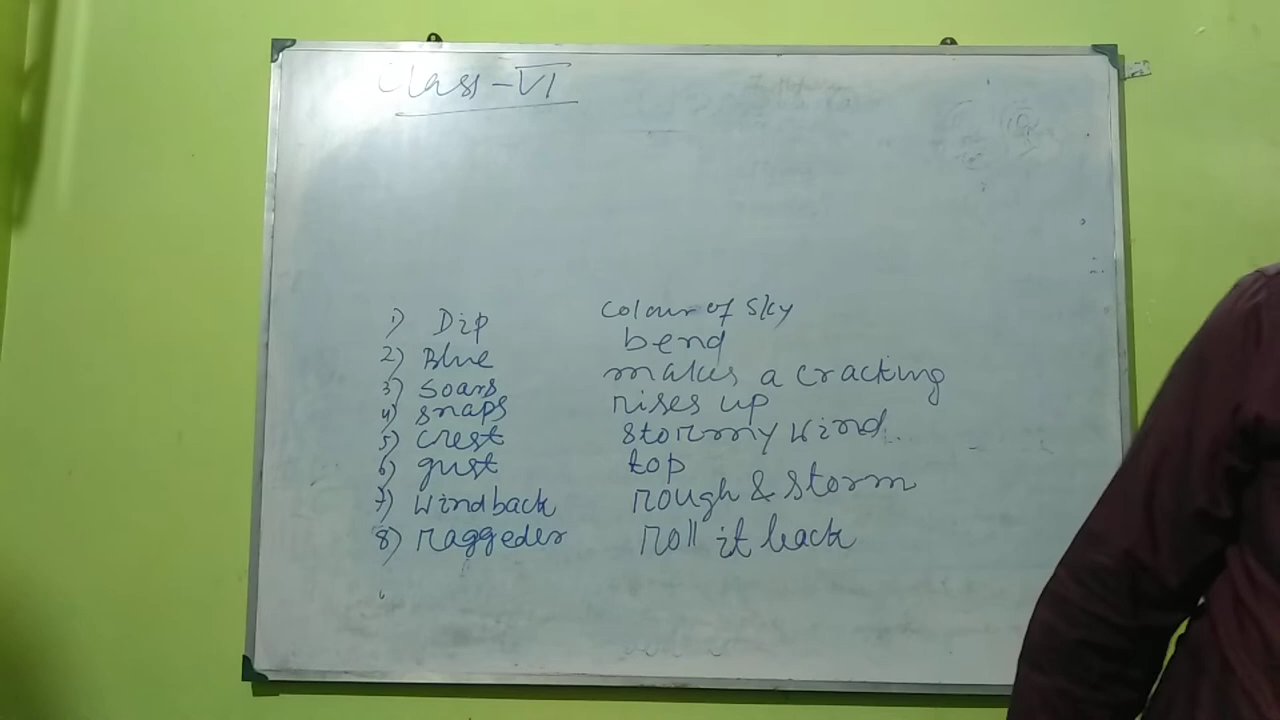 Class-VI
1) Dip colour of sky
2) Blue bend
3) soars makes a cracking
4) snaps rises up
5) crest stormy wind
6) gust top
7) windback rough & storm
8) raggeder roll it back